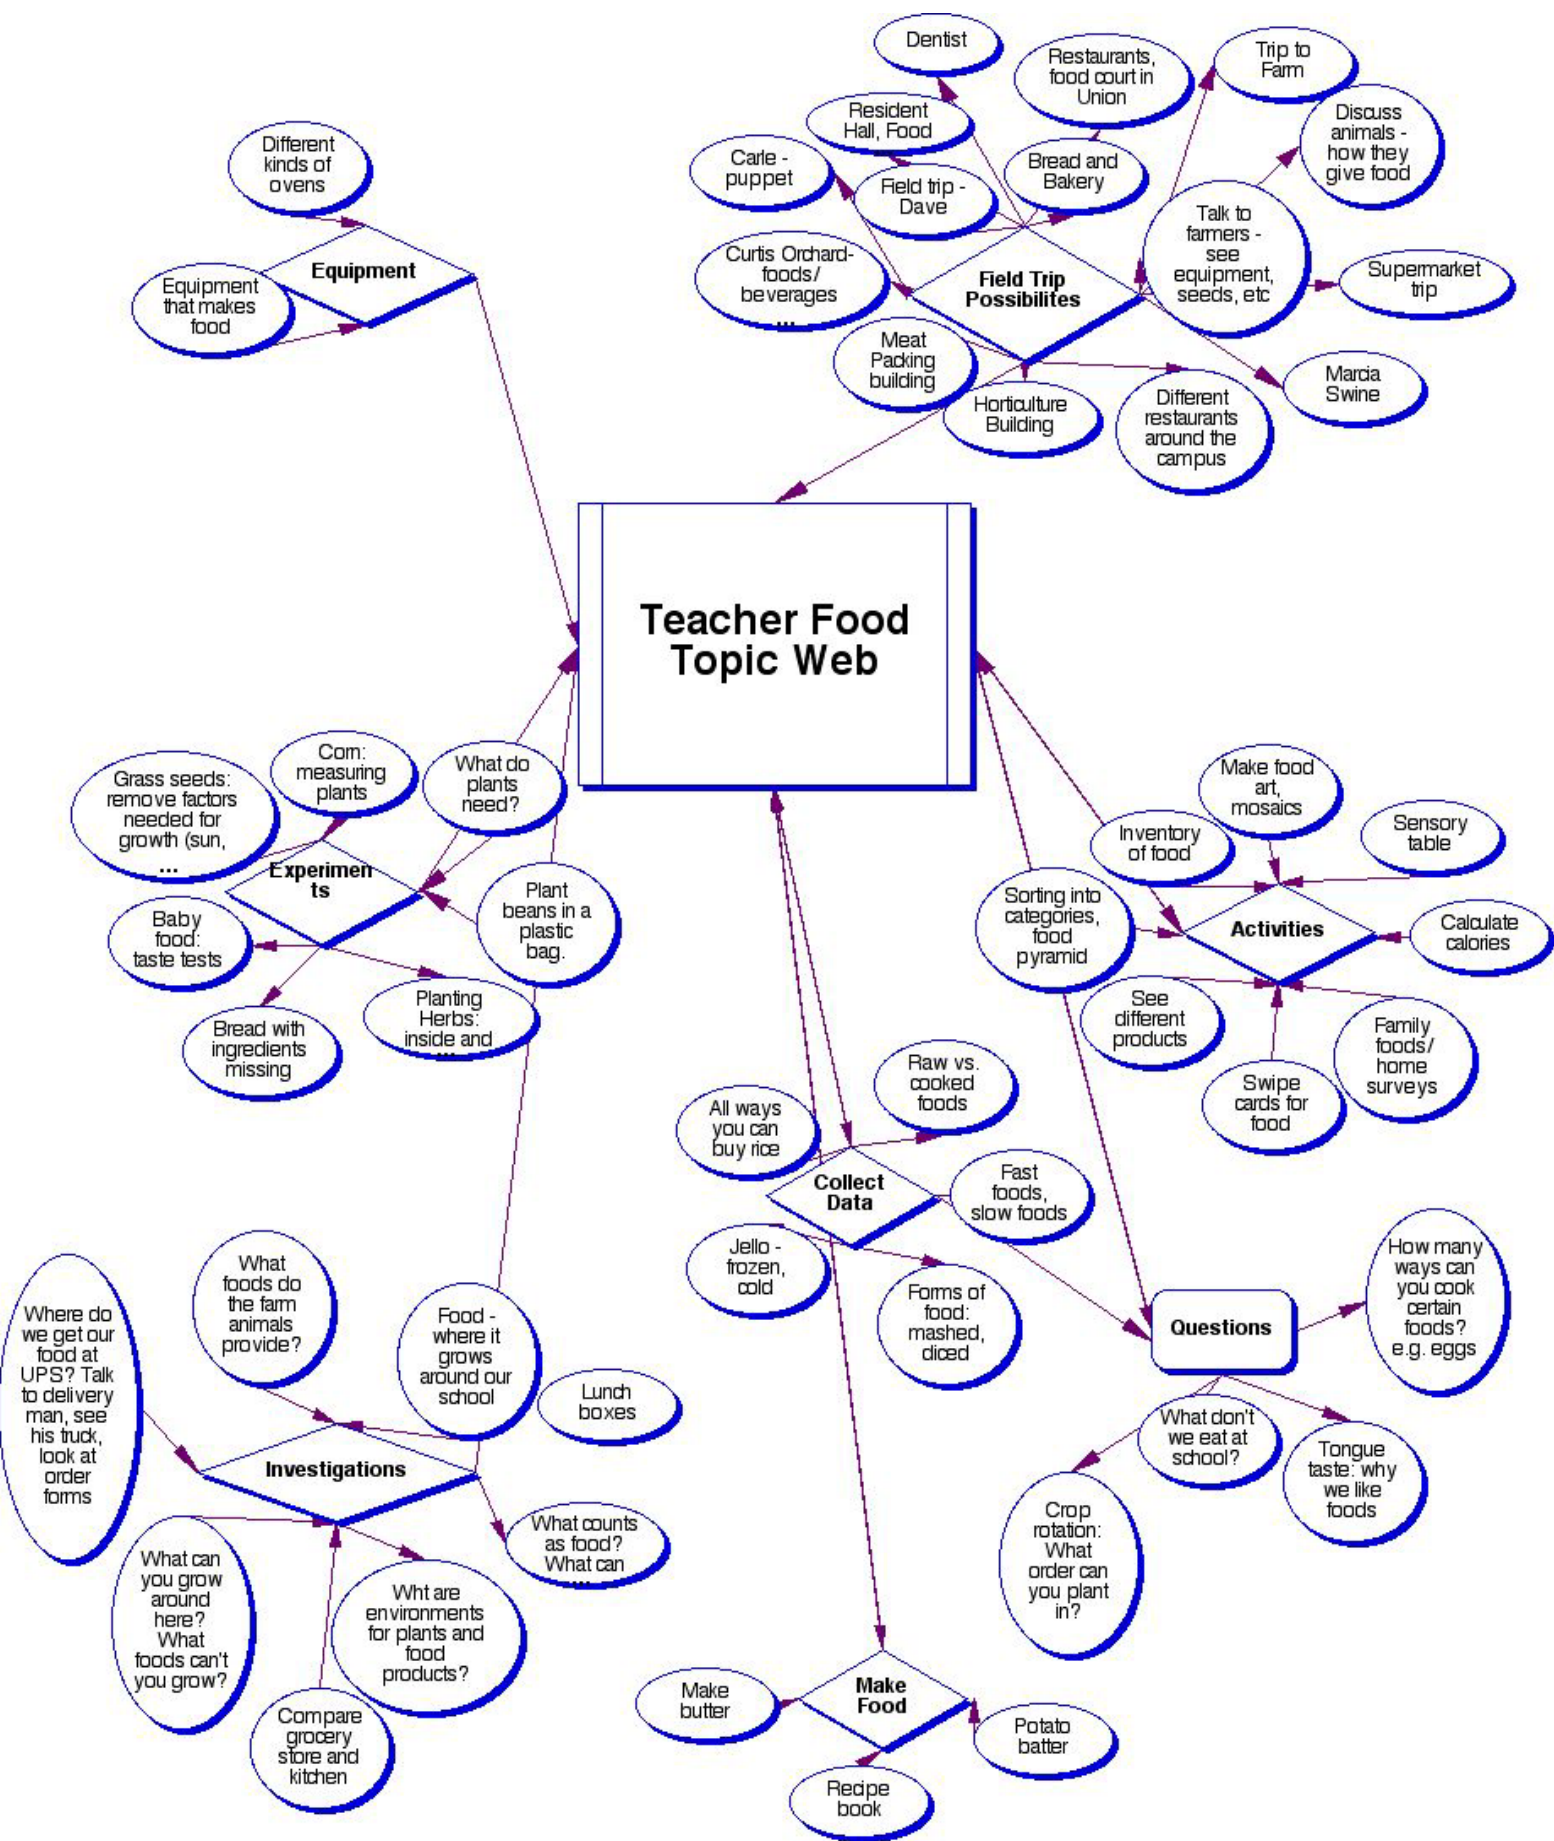 Dentist
Restaurants,
food court in
Union
Trip to
Farm
Resident
Hall, Food
Discuss
animals -
how they
give food
Different
kinds of
ovens
Carle -
puppet
Field trip -
Dave
Bread and
Bakery
Talk to
farmers -
see
equipment,
seeds, etc
Equipment
Equipment
that makes
food
Curtis Orchard-
foods/
beverages
...
Field Trip
Possibilites
Supermarket
trip
Meat
Packing
building
Horticulture
Building
Different
restaurants
around the
campus
Marcia
Swine
Teacher Food
Topic Web
Grass seeds:
remove factors
needed for
growth (sun,
...
Corn:
measuring
plants
What do
plants
need?
Experimen
ts
Plant
beans in a
plastic
bag.
Baby
food:
taste tests
Bread with
ingredients
missing
Planting
Herbs:
inside and
...
Make food
art,
mosaics
Inventory
of food
Sensory
table
Sorting into
categories,
food
pyramid
Activities
Calculate
calories
See
different
products
Swipe
cards for
food
Family
foods/
home
surveys
All ways
you can
buy rice
Raw vs.
cooked
foods
Collect
Data
Fast
foods,
slow foods
Jello -
frozen,
cold
Forms of
food:
mashed,
diced
Questions
How many
ways can
you cook
certain
foods?
e.g. eggs
What don't
we eat at
school?
Tongue
taste: why
we like
foods
Crop
rotation:
What
order can
you plant
in?
Where do
we get our
food at
UPS? Talk
to delivery
man, see
his truck,
look at
order
forms
What
foods do
the farm
animals
provide?
Food -
where it
grows
around our
school
Lunch
boxes
Investigations
What counts
as food?
What can
...
What can
you grow
around
here?
What
foods can't
you grow?
Wht are
environments
for plants and
food
products?
Compare
grocery
store and
kitchen
Make
butter
Make
Food
Potato
batter
Recipe
book